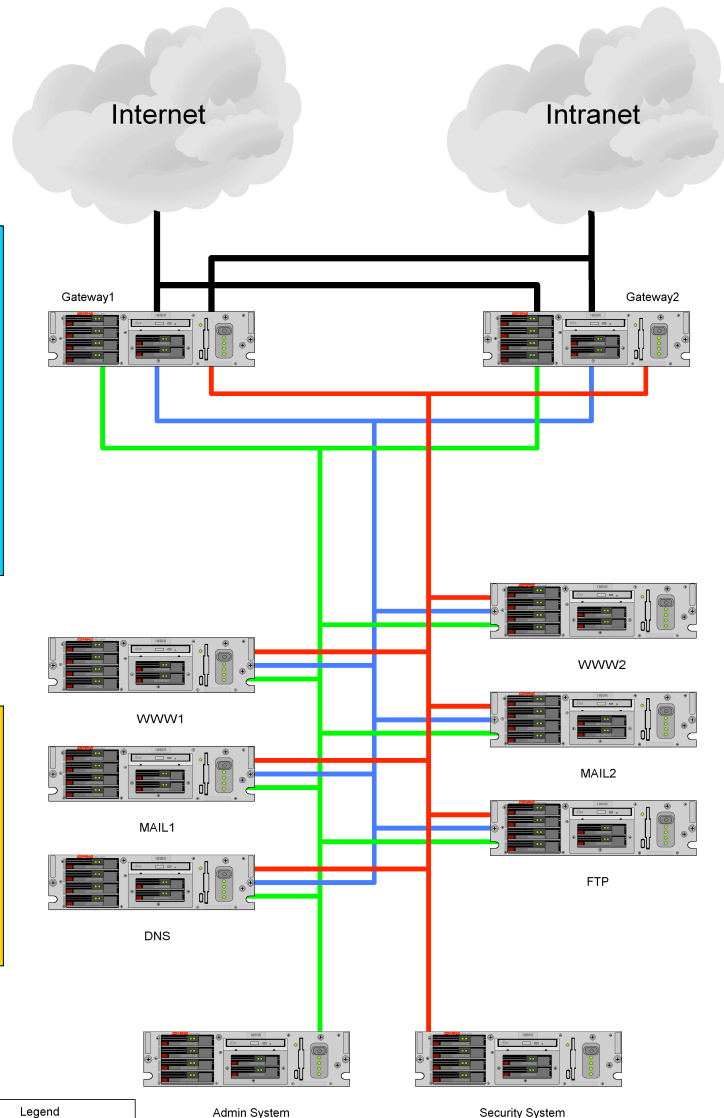 Internet
Intranet
Gateway1
Gateway2
WWW2
WWW1
MAIL2
MAIL1
FTP
DNS
Legend
Admin System
Security System